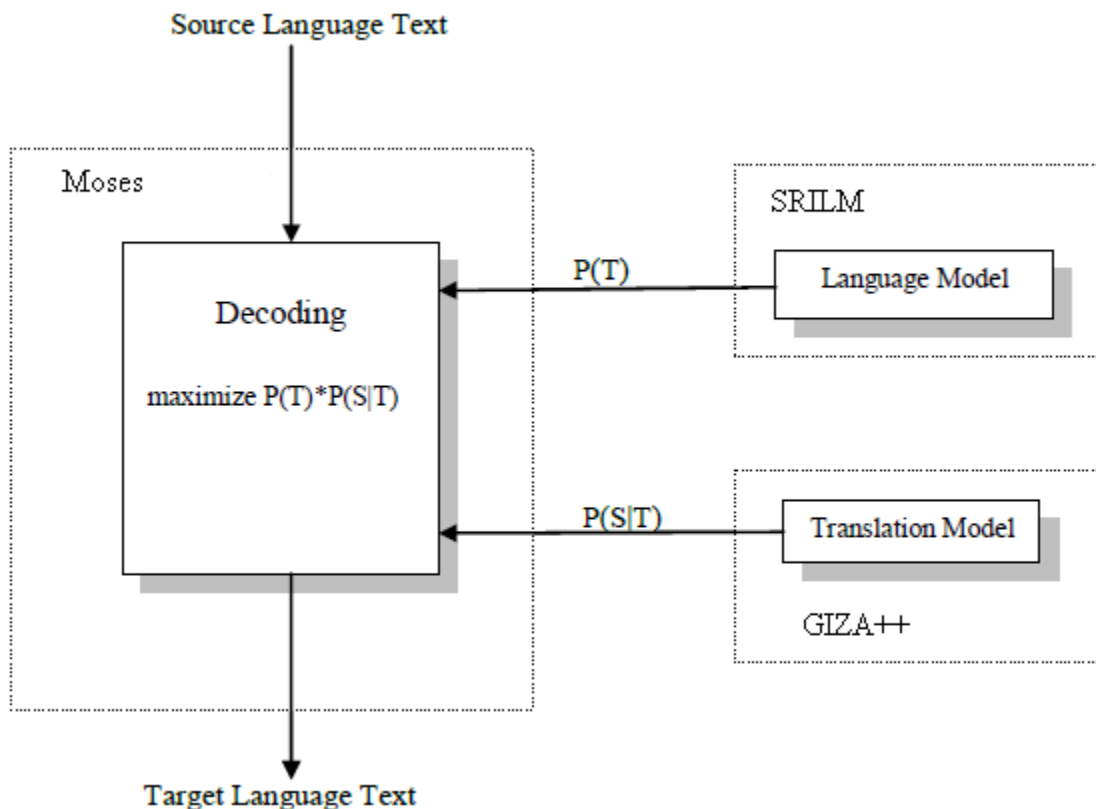 Source Language Text
Moses
SRILM
P(T)
Language Model
Decoding
maximize P(T)*P(S|T)
P(S|T)
Translation Model
GIZA++
Target Language Text